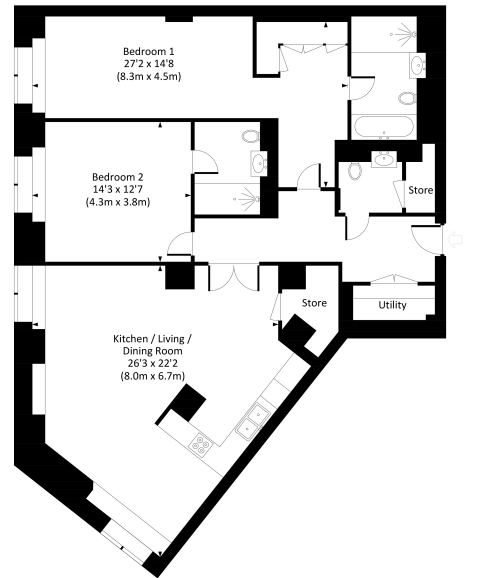 Bedroom 1
27'2 x 14'8
(8.3m x 4.5m)
Bedroom 2
14'3 x 12'7
(4.3m x 3.8m)
Store
Utility
Store
Kitchen / Living /
Dining Room
26'3 x 22'2
(8.0m x 6.7m)